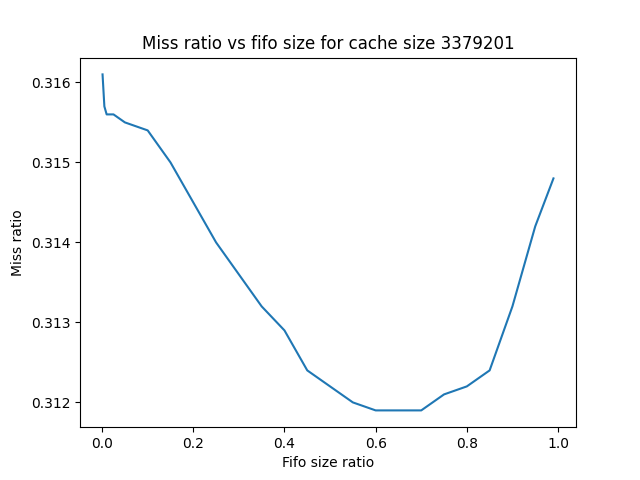 Miss ratio vs fifo size for cache size 3379201
0.316
0.315
0.314
0.313
0.312
Miss ratio
0.0 0.2 0.4 0.6 0.8 1.0
Fifo size ratio